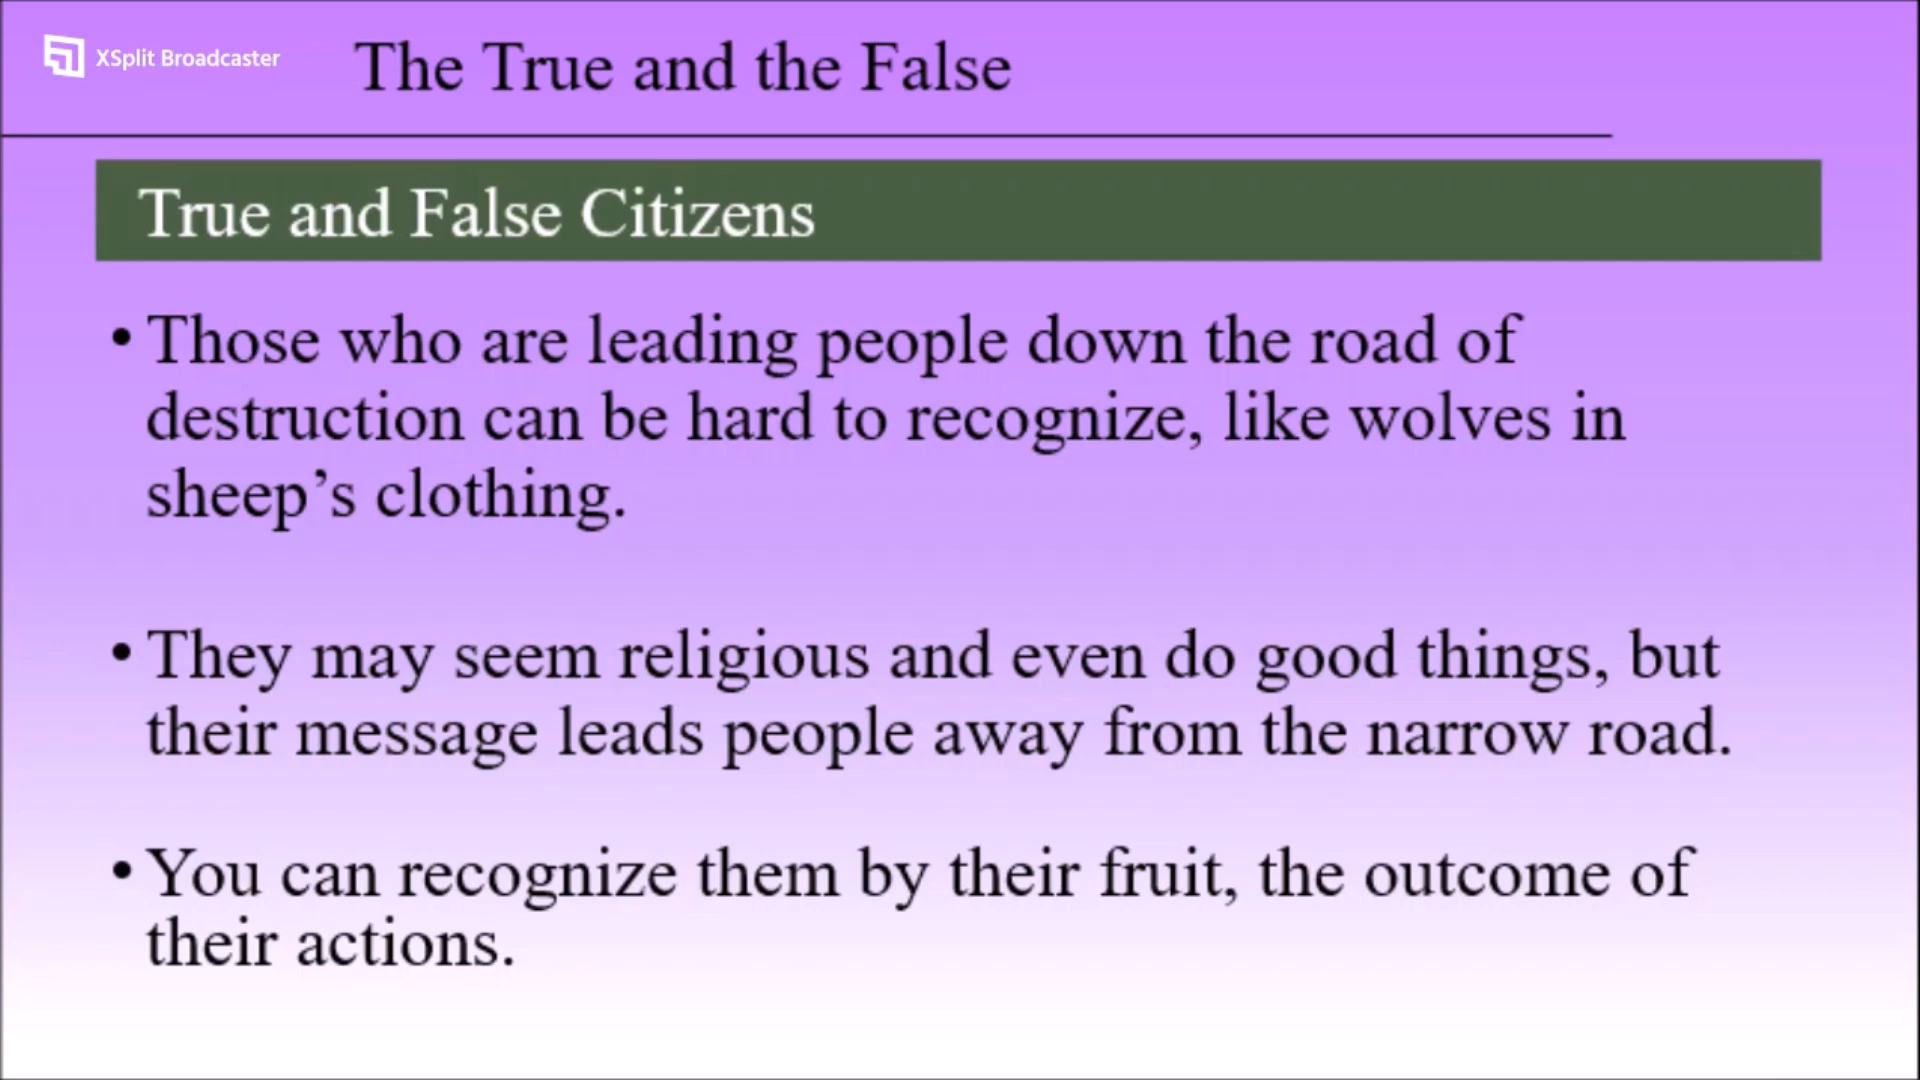 XSplit Broadcaster
The True and the False
True and False Citizens
• Those who are leading people down the road of
destruction can be hard to recognize, like wolves in
sheep’s clothing.
• They may seem religious and even do good things, but
their message leads people away from the narrow road.
• You can recognize them by their fruit, the outcome of
their actions.